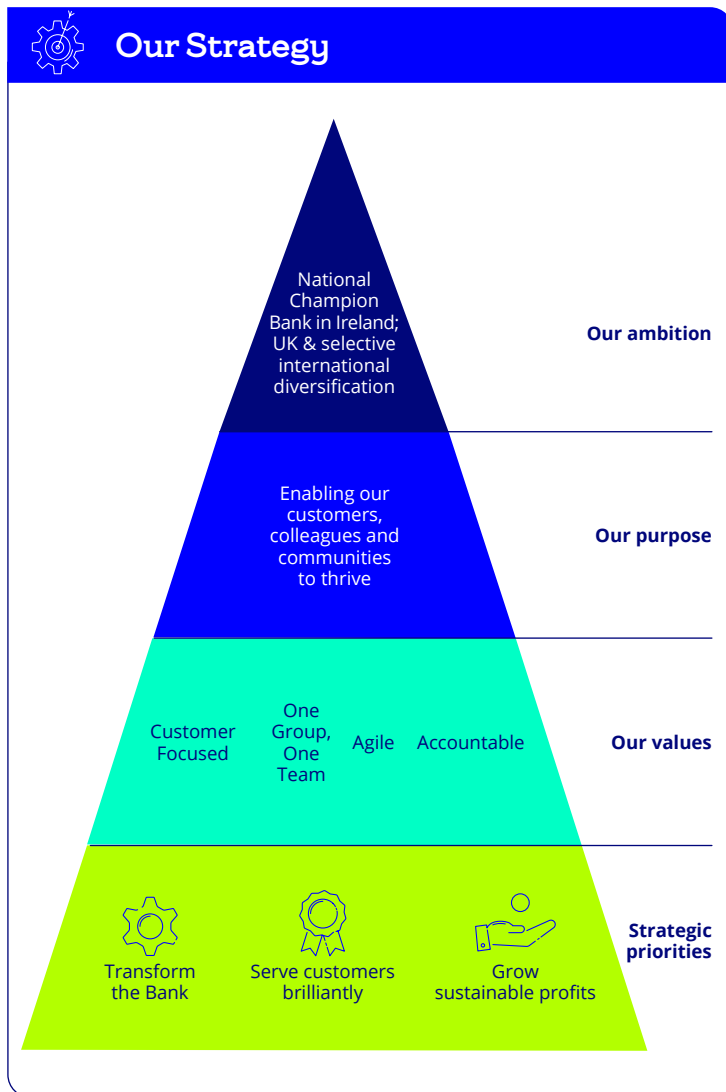 Our Strategy
National
Champion
Bank in Ireland;
UK & selective
international
diversification
Our ambition
Enabling our
customers,
colleagues and
communities
to thrive
Our purpose
Customer
Focused
One
Group,
One
Team
Agile
Accountable
Our values
Transform
the Bank
Serve customers
brilliantly
Grow
sustainable profits
Strategic
priorities